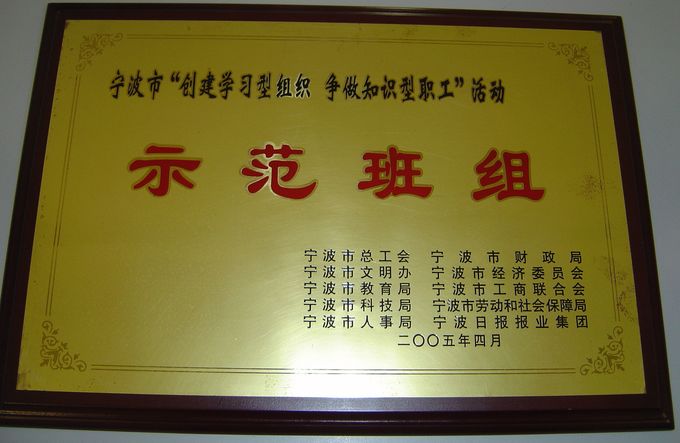 宁波市“创建学习型组织 争做知识型职工”活动
示范班组
宁波市总工会 宁波市财政局
宁波市文明办 宁波市经济委员会
宁波市教育局 宁波市工商联合会
宁波市科技局 宁波市劳动和社会保障局
宁波市人事局 宁波日报报业集团
二〇〇五年四月